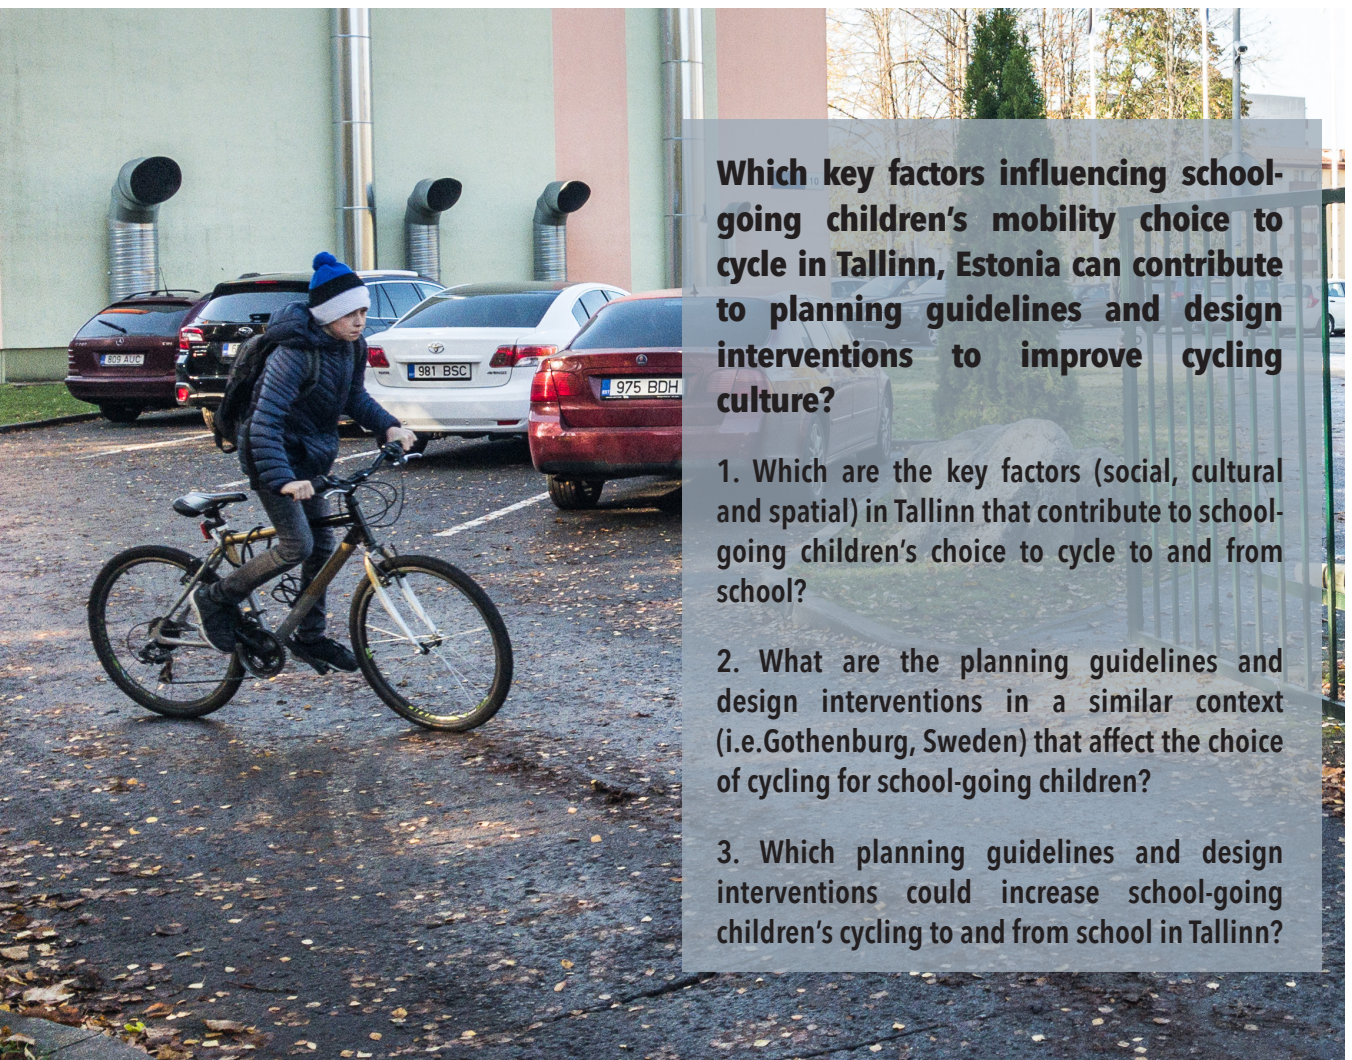 809 AUC
981 BSC
975 BDH
Which key factors influencing school-
going children’s mobility choice to
cycle in Tallinn, Estonia can contribute
to planning guidelines and design
interventions to improve cycling
culture?
1. Which are the key factors (social, cultural
and spatial) in Tallinn that contribute to school-
going children’s choice to cycle to and from
school?
2. What are the planning guidelines and
design interventions in a similar context
(i.e.Gothenburg, Sweden) that affect the choice
of cycling for school-going children?
3. Which planning guidelines and design
interventions could increase school-going
children’s cycling to and from school in Tallinn?